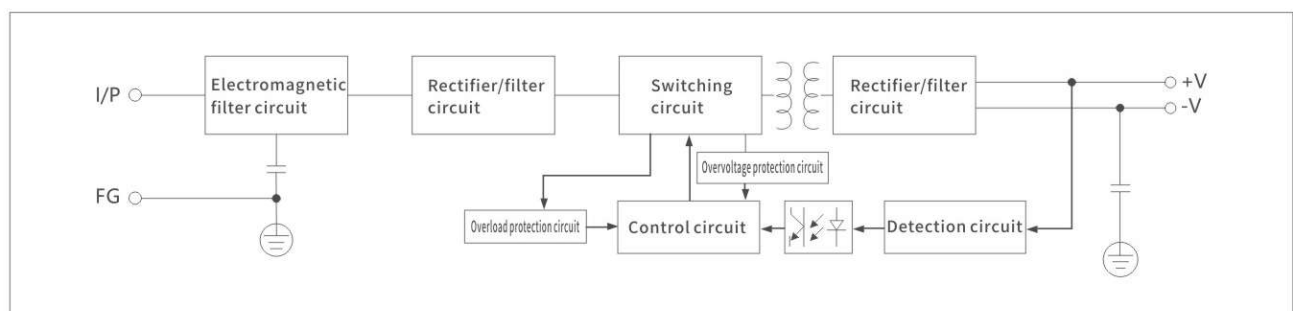 I/P
Electromagnetic
filter circuit
Rectifier/filter
circuit
Switching
circuit
Rectifier/filter
circuit
+V
-V
Overvoltage protection circuit
FG
Overload protection circuit
Control circuit
Detection circuit